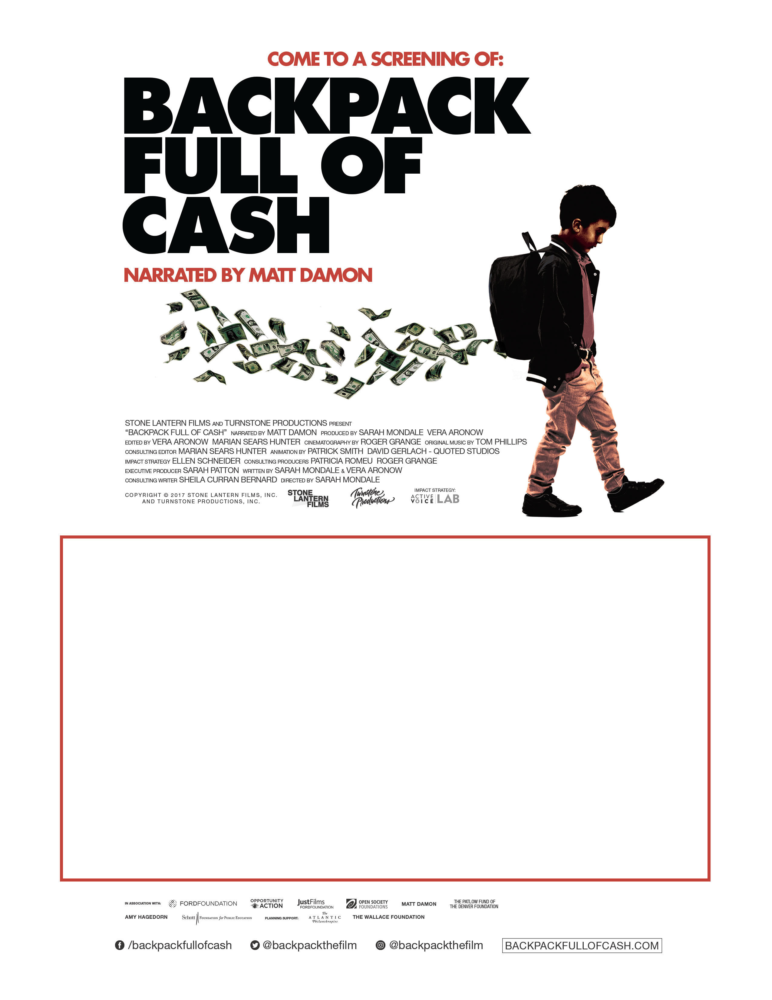 COME TO A SCREENING OF:
BACKPACK
FULL OF
CASH
NARRATED BY MATT DAMON
STONE LANTERN FILMS AND TURNSTONE PRODUCTIONS PRESENT
“BACKPACK FULL OF CASH” NARRATED BY MATT DAMON PRODUCED BY SARAH MONDALE VERA ARONOW
EDITED BY VERA ARONOW MARIAN SEARS HUNTER CINEMATOGRAPHY BY ROGER GRANGE ORIGINAL MUSIC BY TOM PHILLIPS
CONSULTING EDITOR MARIAN SEARS HUNTER ANIMATION BY PATRICK SMITH DAVID GERLACH - QUOTED STUDIOS
IMPACT STRATEGY ELLEN SCHNEIDER CONSULTING PRODUCERS PATRICIA ROMEU ROGER GRANGE
EXECUTIVE PRODUCER SARAH PATTON WRITTEN BY SARAH MONDALE & VERA ARONOW
CONSULTING WRITER SHEILA CURRAN BERNARD DIRECTED BY SARAH MONDALE
COPYRIGHT © 2017 STONE LANTERN FILMS, INC.
AND TURNSTONE PRODUCTIONS, INC.
STONE
LANTERN
FILMS
Turnstone
Productions
IMPACT STRATEGY:
ACTIVE
VOICE LAB
IN ASSOCIATION WITH:
FORDFOUNDATION
OPPORTUNITY
ACTION
JustFilms
FORDFOUNDATION
OPEN SOCIETY
FOUNDATIONS
MATT DAMON
THE PATLOW FUND OF
THE DENVER FOUNDATION
AMY HAGEDORN
Schott FOUNDATION for PUBLIC EDUCATION
PLANNING SUPPORT:
The
ATLANTIC
Philanthropies
THE WALLACE FOUNDATION
/backpackfullofcash
@backpackthefilm
@backpackthefilm
BACKPACKFULLOFCASH.COM